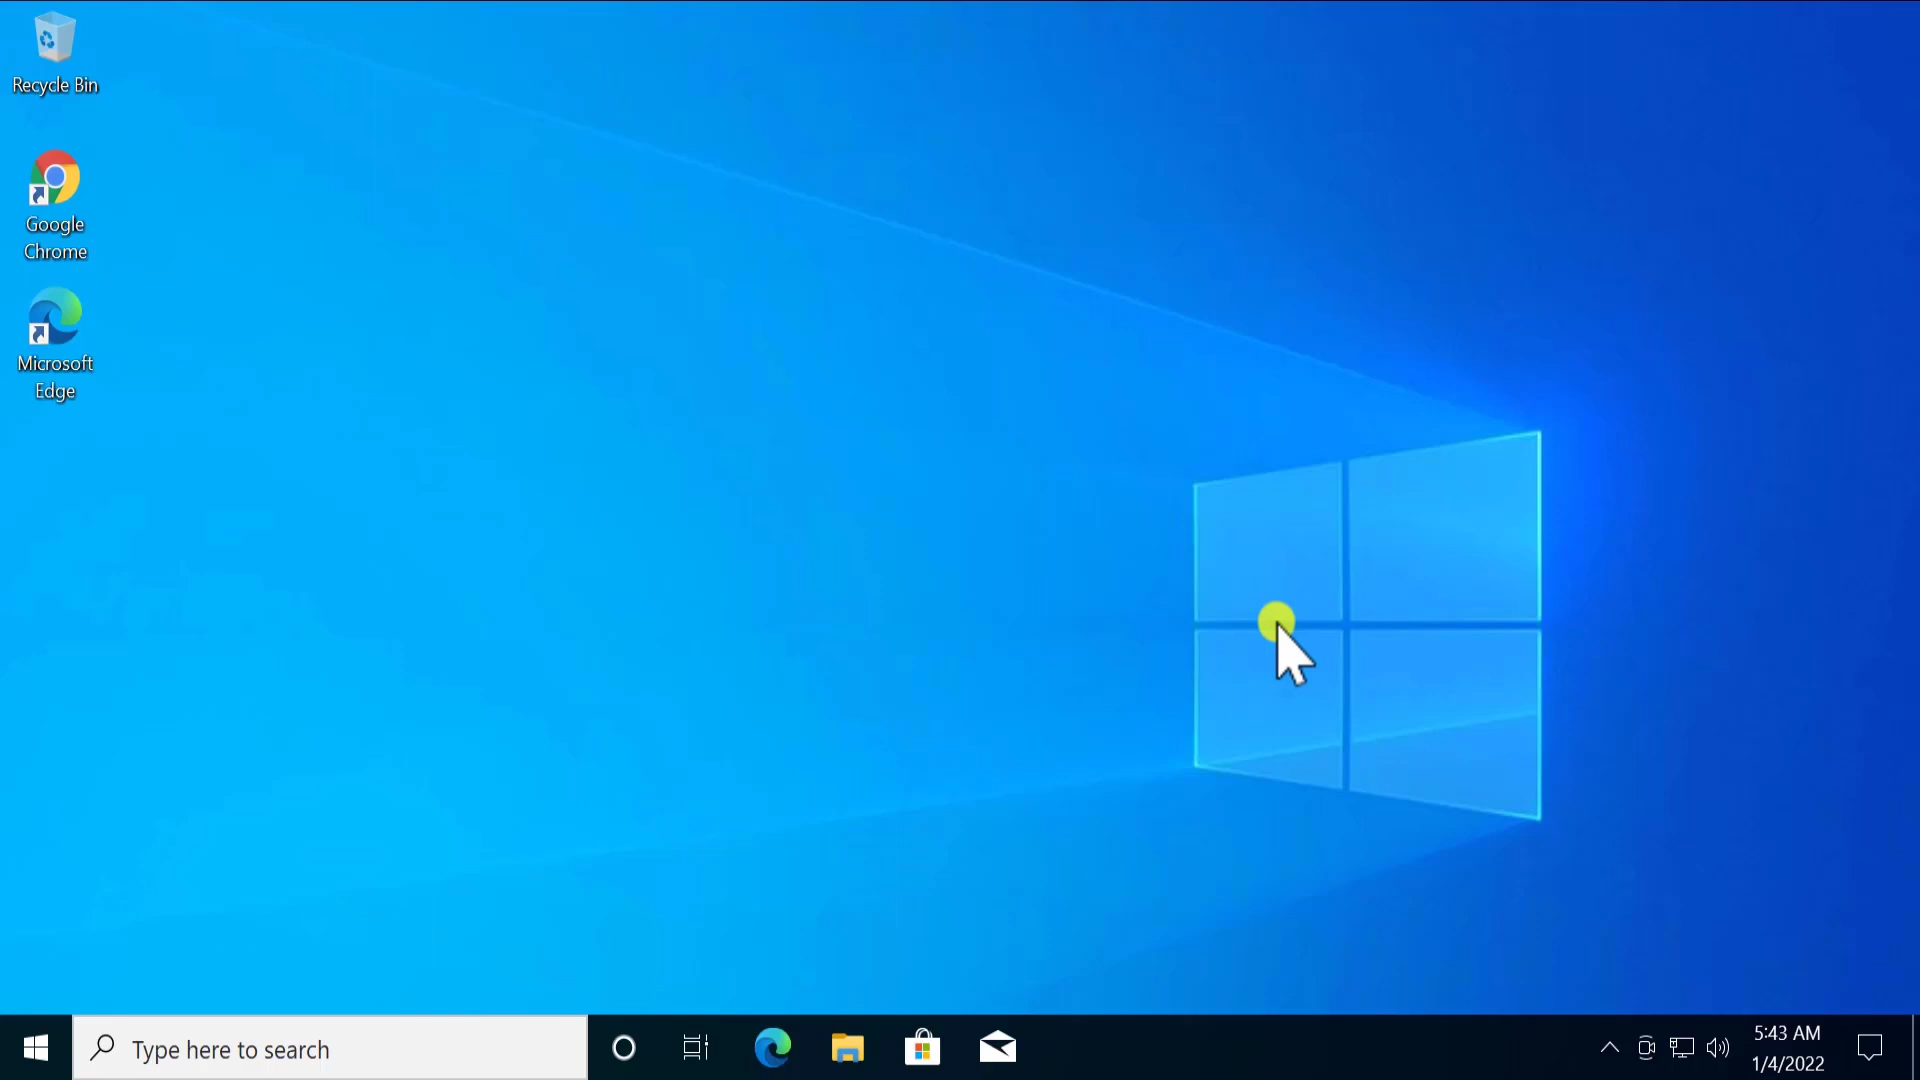 Recycle Bin
Google
Chrome
Microsoft
Edge
Type here to search
5:43 AM
1/4/2022